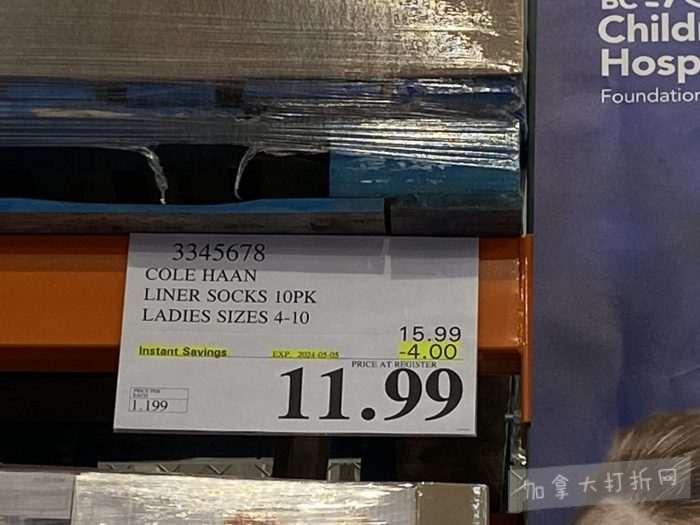 Child
Hosp
Foundation
3345678
COLE HAAN
LINER SOCKS 10PK
LADIES SIZES 4-10
15.99
Instant Savings EXP. 2024-05-05 -4.00
PRICE AT REGISTER
11.99
PRICE PER
EACH
1.199
加拿大打折网